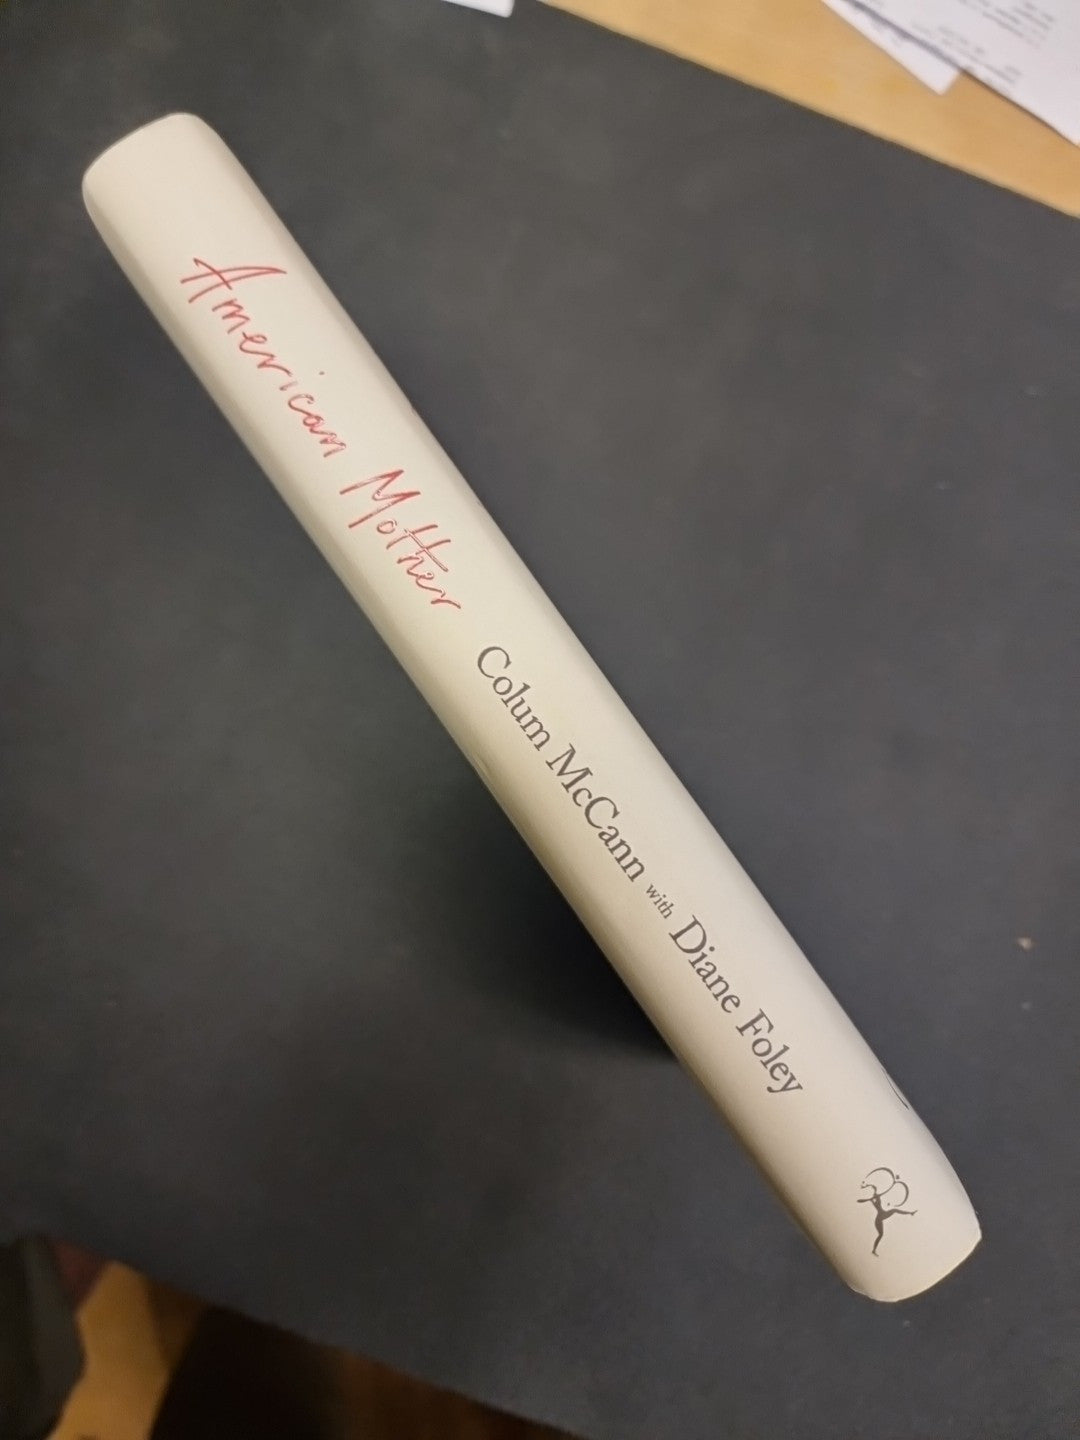 American Mother
Colum McCann with Diane Foley